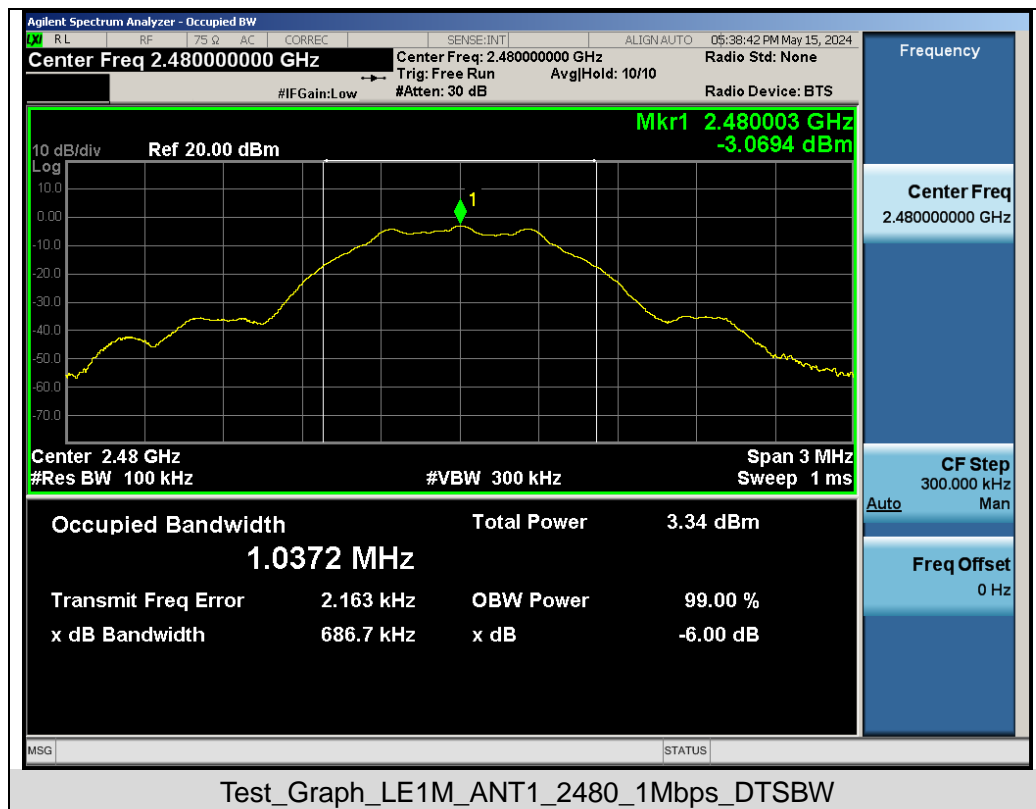 Agilent Spectrum Analyzer - Occupied BW
LXI RL RF 75 Ω AC CORREC SENSE:INT ALIGN AUTO 05:38:42 PM May 15, 2024
Center Freq 2.480000000 GHz
Center Freq: 2.480000000 GHz
Radio Std: None
Trig: Free Run Avg|Hold: 10/10
#IFGain:Low #Atten: 30 dB
Radio Device: BTS
Mkr1 2.480003 GHz
-3.0694 dBm
10 dB/div Ref 20.00 dBm
Log
10.0
0.00
-10.0
-20.0
-30.0
-40.0
-50.0
-60.0
-70.0
1
Center 2.48 GHz Span 3 MHz
#Res BW 100 kHz #VBW 300 kHz Sweep 1 ms
Occupied Bandwidth Total Power 3.34 dBm
1.0372 MHz
Transmit Freq Error 2.163 kHz OBW Power 99.00 %
x dB Bandwidth 686.7 kHz x dB -6.00 dB
Frequency
Center Freq
2.480000000 GHz
CF Step
300.000 kHz
Auto Man
Freq Offset
0 Hz
MSG STATUS
Test_Graph_LE1M_ANT1_2480_1Mbps_DTSBW